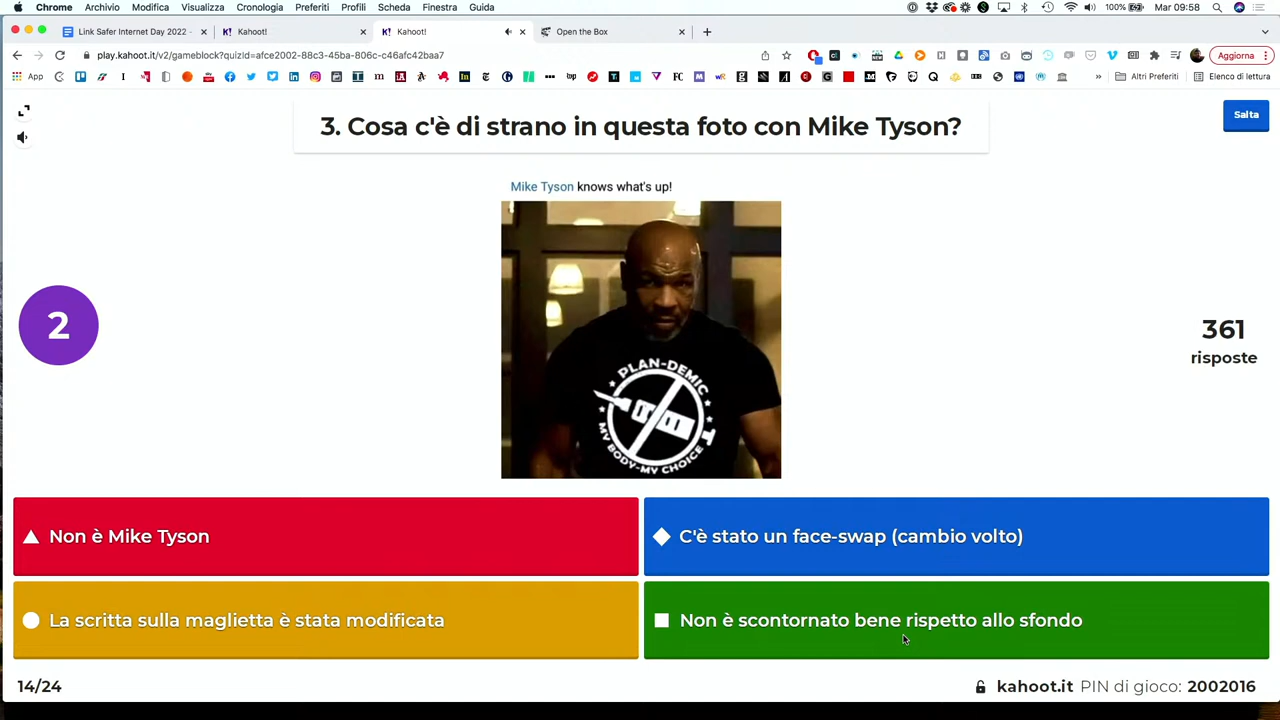 Chrome Archivio Modifica Visualizza Cronologia Preferiti Profili Scheda Finestra Guida 100% Mar 09:58
Link Safer Internet Day 2022 - Kahoot! Kahoot! Open the Box
play.kahoot.it/v2/gameblock?quizId=afce2002-88c3-45ba-806c-c46afc42baa7 Aggiorna
App Altri Preferiti Elenco di lettura
3. Cosa c'è di strano in questa foto con Mike Tyson?
Salta
Mike Tyson knows what's up!
PLAN-DEMIC
MY BODY-MY CHOICE
2
361
risposte
Non è Mike Tyson
C'è stato un face-swap (cambio volto)
La scritta sulla maglietta è stata modificata
Non è scontornato bene rispetto allo sfondo
14/24
kahoot.it PIN di gioco: 2002016